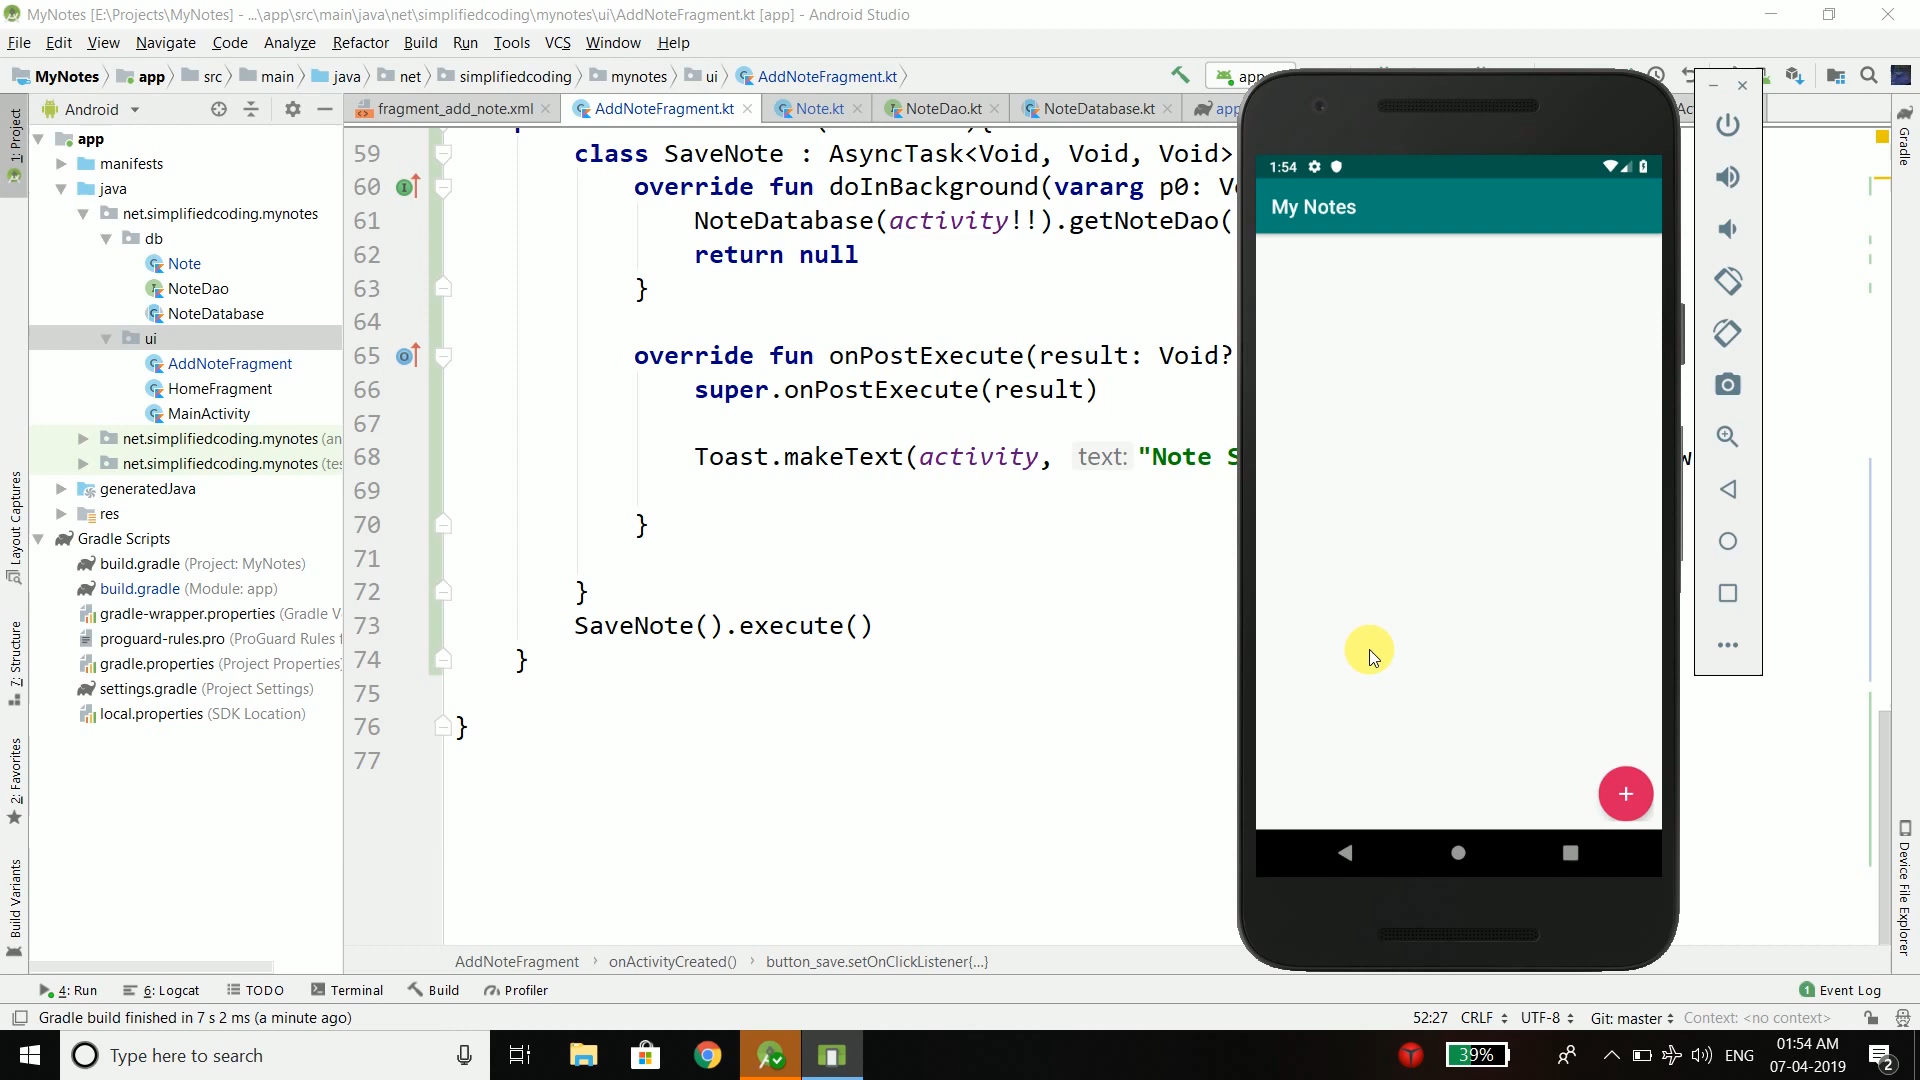 MyNotes [E:\Projects\MyNotes] - ...\app\src\main\java\net\simplifiedcoding\mynotes\ui\AddNoteFragment.kt [app] - Android Studio
File Edit View Navigate Code Analyze Refactor Build Run Tools VCS Window Help
MyNotes app src main java net simplifiedcoding mynotes ui AddNoteFragment.kt
Android
fragment_add_note.xml AddNoteFragment.kt Note.kt NoteDao.kt NoteDatabase.kt
1: Project
Layout Captures
7: Structure
2: Favorites
Build Variants
app
manifests
java
net.simplifiedcoding.mynotes
db
Note
NoteDao
NoteDatabase
ui
AddNoteFragment
HomeFragment
MainActivity
net.simplifiedcoding.mynotes (an
net.simplifiedcoding.mynotes (tes
generatedJava
res
Gradle Scripts
build.gradle (Project: MyNotes)
build.gradle (Module: app)
gradle-wrapper.properties (Gradle V
proguard-rules.pro (ProGuard Rules f
gradle.properties (Project Properties)
settings.gradle (Project Settings)
local.properties (SDK Location)
59 class SaveNote : AsyncTask<Void, Void, Void>
60 override fun doInBackground(vararg p0: V
61 NoteDatabase(activity!!).getNoteDao(
62 return null
63 }
64
65 override fun onPostExecute(result: Void?
66 super.onPostExecute(result)
67
68 Toast.makeText(activity, text: "Note S
69
70 }
71
72 }
73 SaveNote().execute()
74 }
75
76 }
77
1:54
My Notes
+
Gradle
Device File Explorer
AddNoteFragment › onActivityCreated() › button_save.setOnClickListener{...}
4: Run 6: Logcat TODO Terminal Build Profiler 1 Event Log
Gradle build finished in 7 s 2 ms (a minute ago) 52:27 CRLF UTF-8 Git: master Context: <no context>
Type here to search 39% ENG 01:54 AM
07-04-2019 2